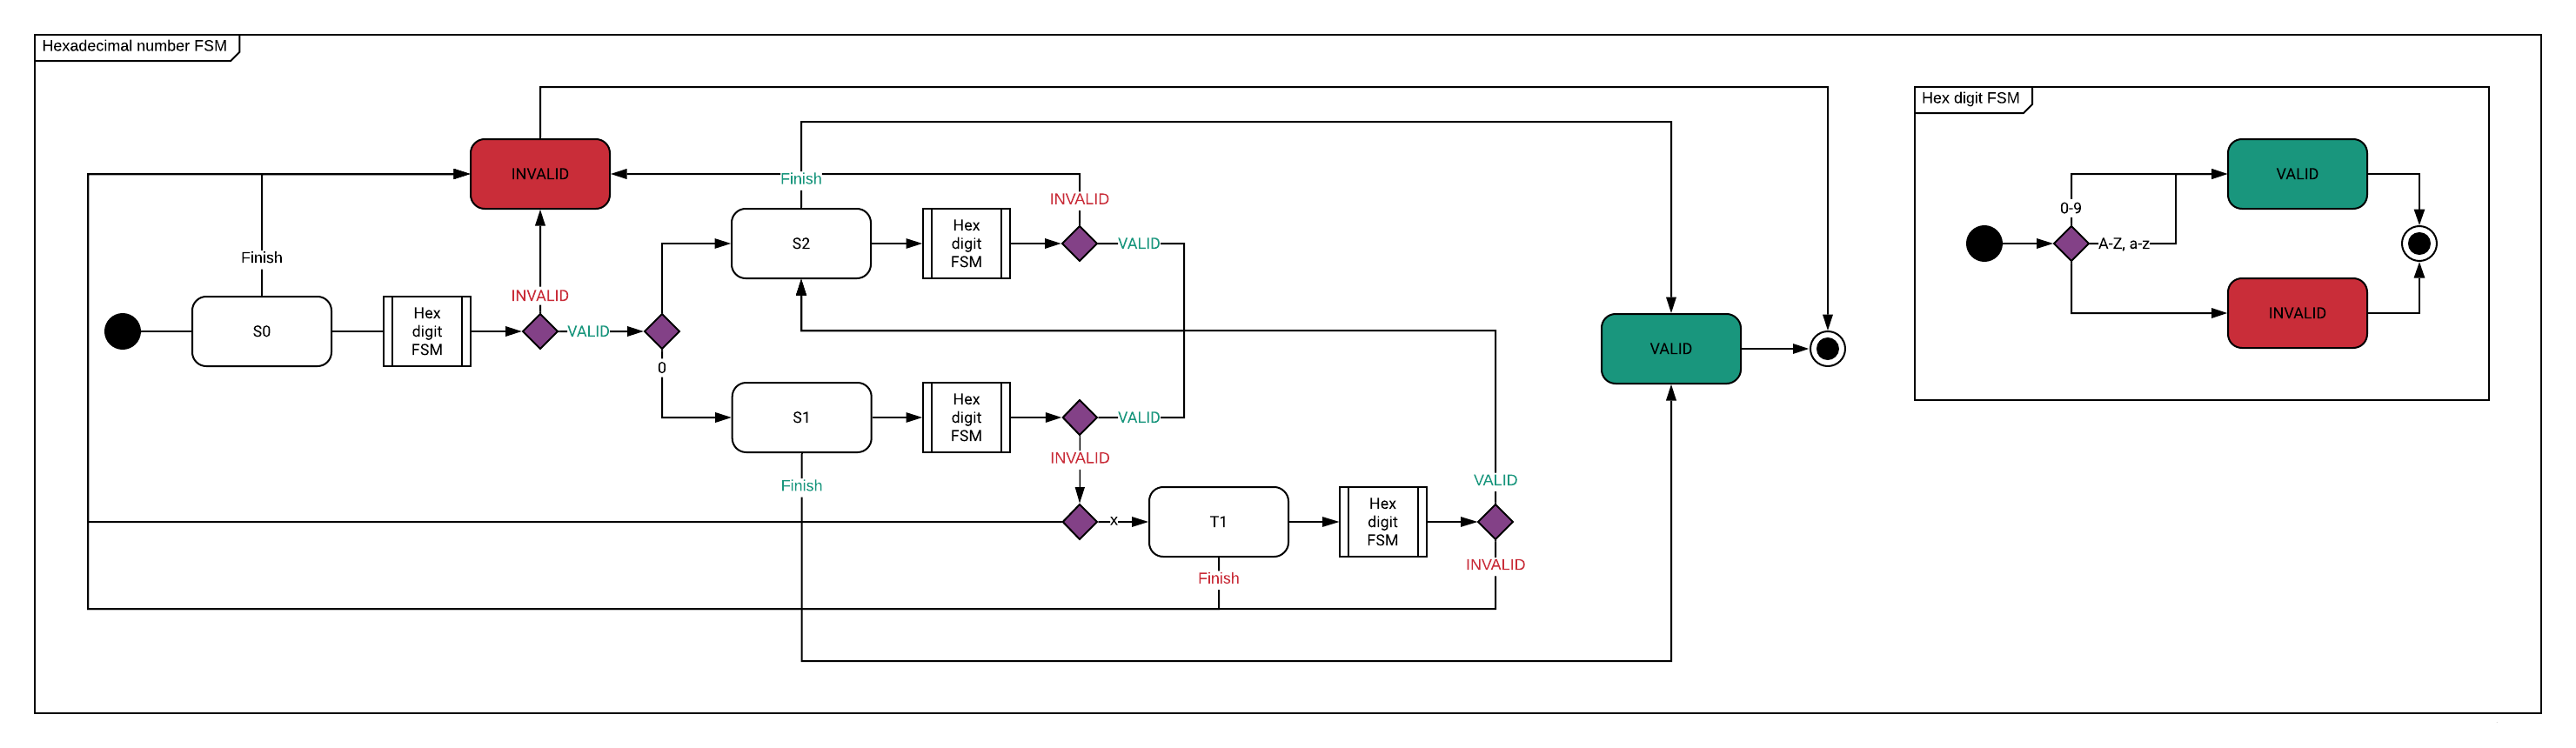 Hexadecimal number FSM
Hex digit FSM
INVALID
VALID
Finish
INVALID
0-9
Hex
digit
FSM
S2
VALID
A-Z, a-z
Finish
INVALID
S0
Hex
digit
FSM
VALID
0
VALID
INVALID
S1
Hex
digit
FSM
VALID
INVALID
Finish
VALID
x
T1
Hex
digit
FSM
INVALID
Finish